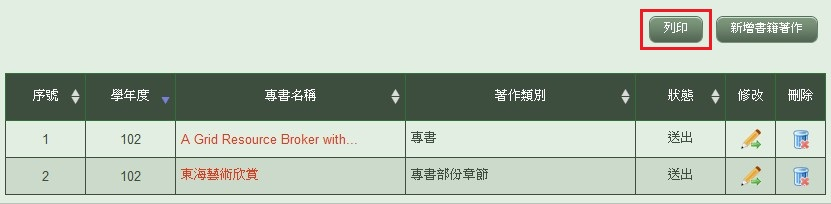 列印 新增書籍著作
序號 學年度 專書名稱 著作類別 狀態 修改 刪除
1 102 A Grid Resource Broker with... 專書 送出
2 102 東海藝術欣賞 專書部份章節 送出